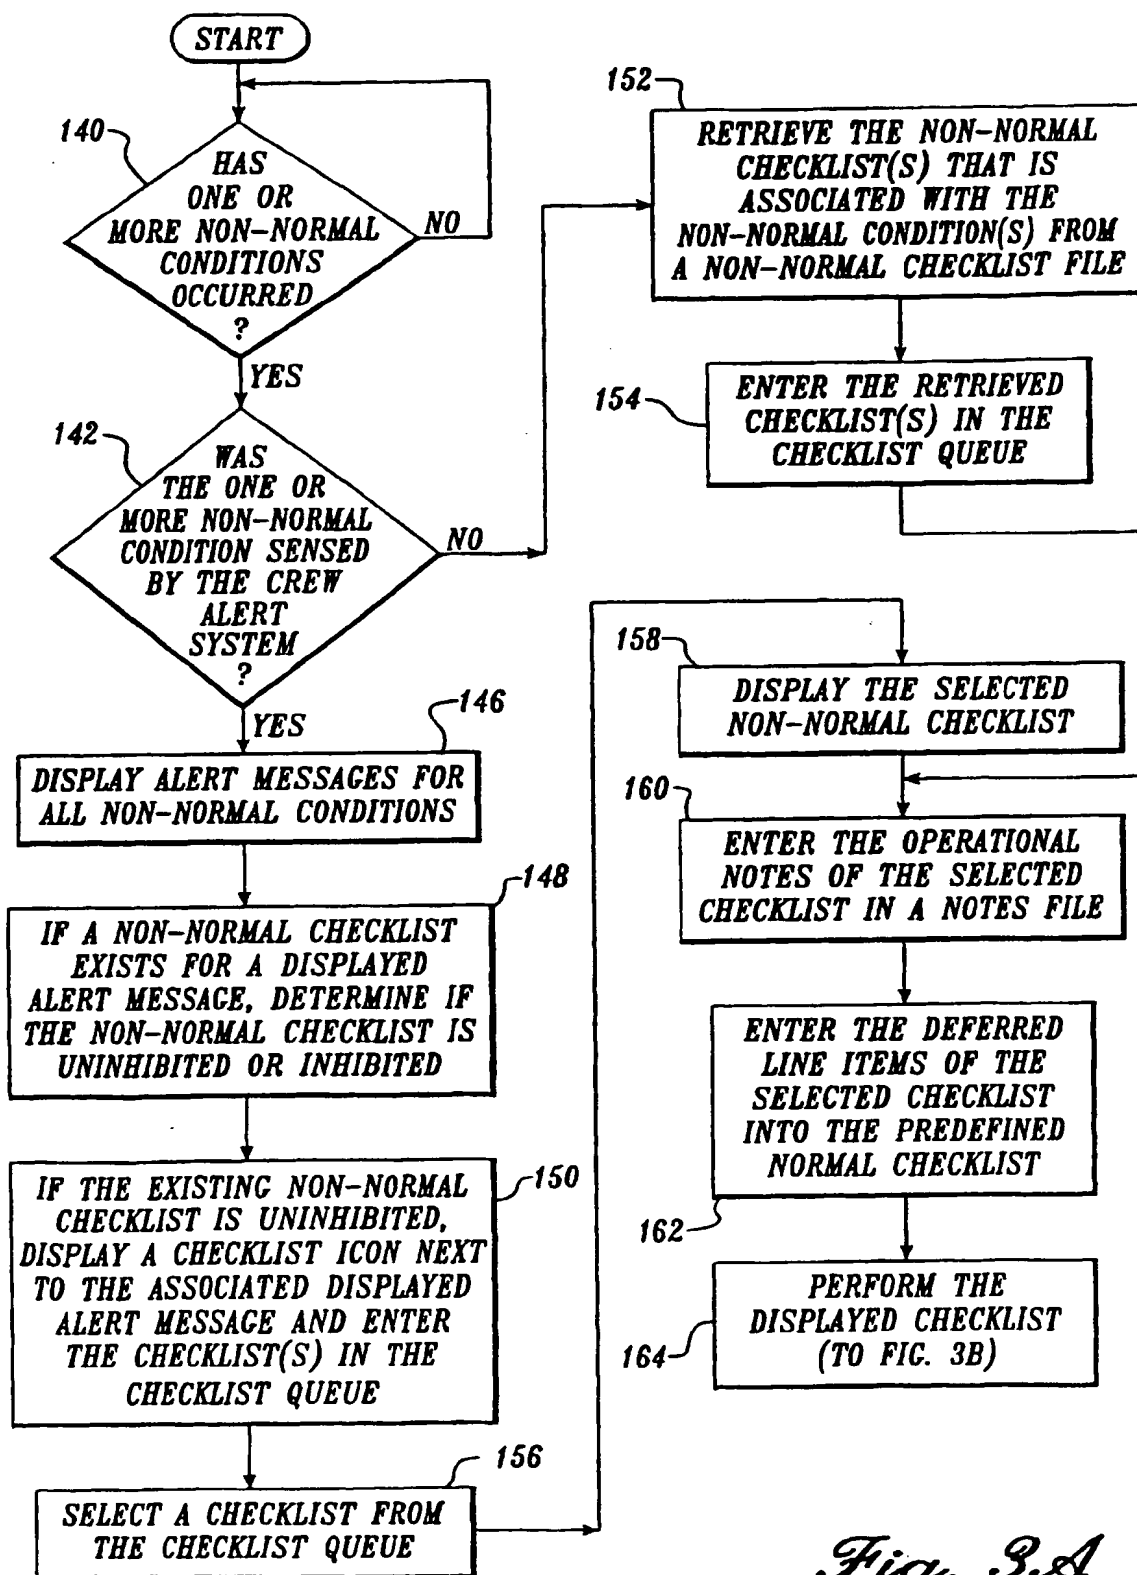 START
140
HAS
ONE OR
MORE NON-NORMAL
CONDITIONS
OCCURRED
?
NO
YES
142
WAS
THE ONE OR
MORE NON-NORMAL
CONDITION SENSED
BY THE CREW
ALERT
SYSTEM
?
NO
YES
146
DISPLAY ALERT MESSAGES FOR
ALL NON-NORMAL CONDITIONS
148
IF A NON-NORMAL CHECKLIST
EXISTS FOR A DISPLAYED
ALERT MESSAGE, DETERMINE IF
THE NON-NORMAL CHECKLIST IS
UNINHIBITED OR INHIBITED
150
IF THE EXISTING NON-NORMAL
CHECKLIST IS UNINHIBITED,
DISPLAY A CHECKLIST ICON NEXT
TO THE ASSOCIATED DISPLAYED
ALERT MESSAGE AND ENTER
THE CHECKLIST(S) IN THE
CHECKLIST QUEUE
156
SELECT A CHECKLIST FROM
THE CHECKLIST QUEUE
152
RETRIEVE THE NON-NORMAL
CHECKLIST(S) THAT IS
ASSOCIATED WITH THE
NON-NORMAL CONDITION(S) FROM
A NON-NORMAL CHECKLIST FILE
154
ENTER THE RETRIEVED
CHECKLIST(S) IN THE
CHECKLIST QUEUE
158
DISPLAY THE SELECTED
NON-NORMAL CHECKLIST
160
ENTER THE OPERATIONAL
NOTES OF THE SELECTED
CHECKLIST IN A NOTES FILE
ENTER THE DEFERRED
LINE ITEMS OF THE
SELECTED CHECKLIST
INTO THE PREDEFINED
NORMAL CHECKLIST
162
PERFORM THE
DISPLAYED CHECKLIST
(TO FIG. 3B)
164
Fig. 3A